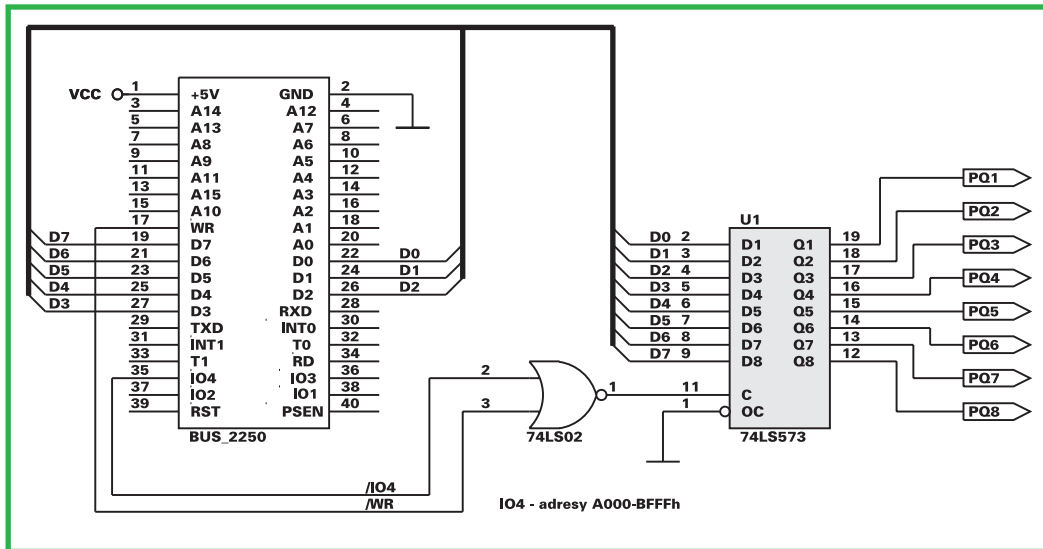 VCC
1 +5V GND 2
3 A14 A12 4
5 A13 A7 6
7 A8 A6 8
9 A9 A5 10
11 A11 A4 12
13 A15 A3 14
15 A10 A2 16
17 WR A1 18
D7 19 D7 A0 20
D6 21 D6 D0 22 D0
D5 23 D5 D1 24 D1
D4 25 D4 D2 26 D2
D3 27 D3 RXD 28
29 TXD INT0 30
31 INT1 T0 32
33 T1 RD 34
35 IO4 IO3 36
37 IO2 IO1 38
39 RST PSEN 40
BUS_2250
/IO4
/WR
2
3
1
74LS02
U1
D0 2 D1 Q1 19
D1 3 D2 Q2 18
D2 4 D3 Q3 17
D3 5 D4 Q4 16
D4 6 D5 Q5 15
D5 7 D6 Q6 14
D6 8 D7 Q7 13
D7 9 D8 Q8 12
11 C
1 OC
74LS573
PQ1
PQ2
PQ3
PQ4
PQ5
PQ6
PQ7
PQ8
IO4 - adresy A000-BFFFh